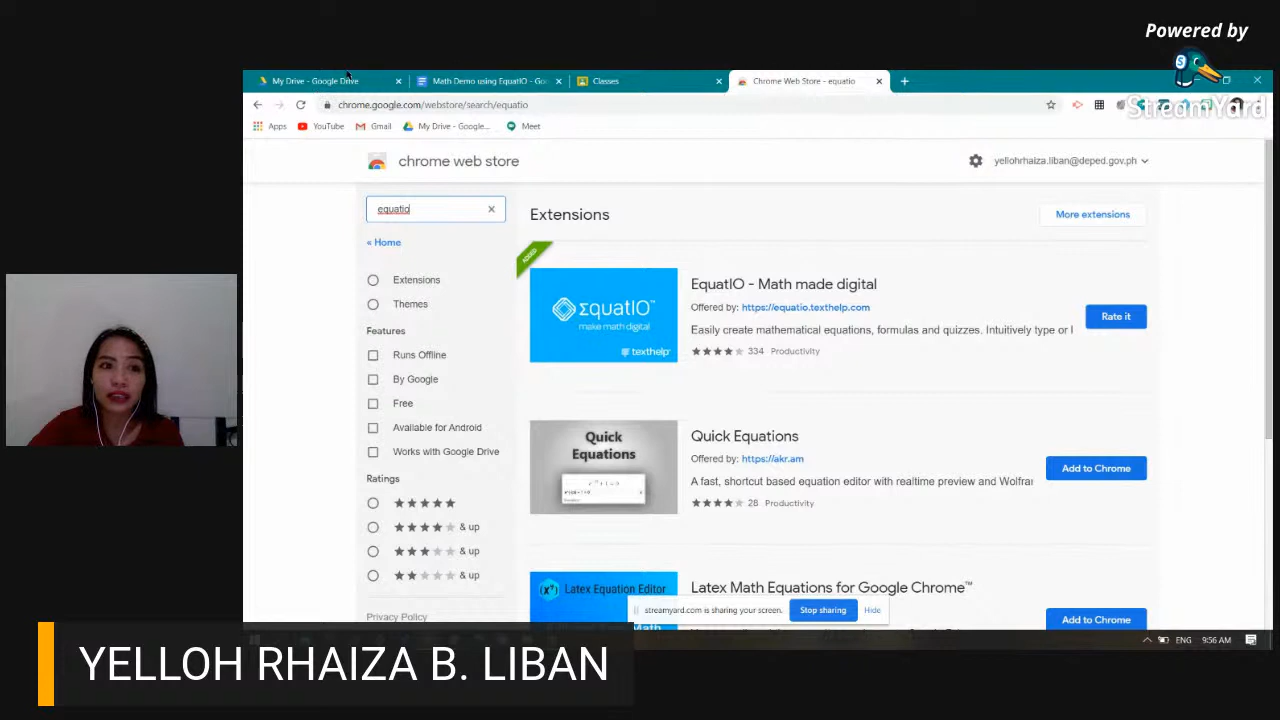 Powered by
StreamYard
My Drive - Google Drive
Math Demo using EquatIO - Goo
Classes
Chrome Web Store - equatio
chrome.google.com/webstore/search/equatio
Apps
YouTube
Gmail
My Drive - Google...
Meet
chrome web store
yellohrhaiza.liban@deped.gov.ph
equatio
Extensions
More extensions
« Home
ADDED
Extensions
Themes
Features
Runs Offline
By Google
Free
Available for Android
Works with Google Drive
Ratings
& up
& up
& up
Privacy Policy
ΣquatIO™
make math digital
texthelp
EquatIO - Math made digital
Offered by: https://equatio.texthelp.com
Easily create mathematical equations, formulas and quizzes. Intuitively type or
334 Productivity
Rate it
Quick
Equations
Quick Equations
Offered by: https://akr.am
A fast, shortcut based equation editor with realtime preview and Wolfra
28 Productivity
Add to Chrome
Latex Equation Editor
Latex Math Equations for Google Chrome™
Add to Chrome
streamyard.com is sharing your screen.
Stop sharing
Hide
ENG
9:56 AM
YELLOH RHAIZA B. LIBAN